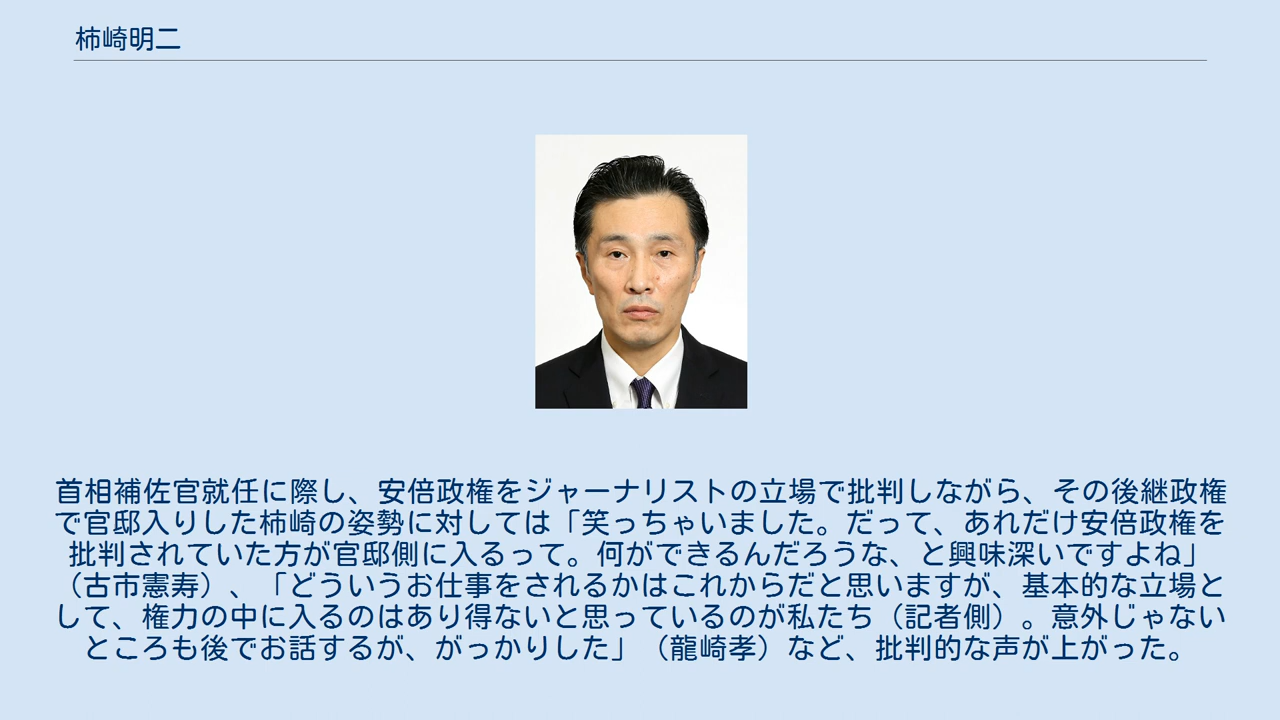 柿崎明二
首相補佐官就任に際し、安倍政権をジャーナリストの立場で批判しながら、その後継政権
で官邸入りした柿崎の姿勢に対しては「笑っちゃいました。だって、あれだけ安倍政権を
批判されていた方が官邸側に入るって。何ができるんだろうな、と興味深いですよね」
（古市憲寿）、「どういうお仕事をされるかはこれからだと思いますが、基本的な立場と
して、権力の中に入るのはあり得ないと思っているのが私たち（記者側）。意外じゃない
ところも後でお話するが、がっかりした」（龍崎孝）など、批判的な声が上がった。